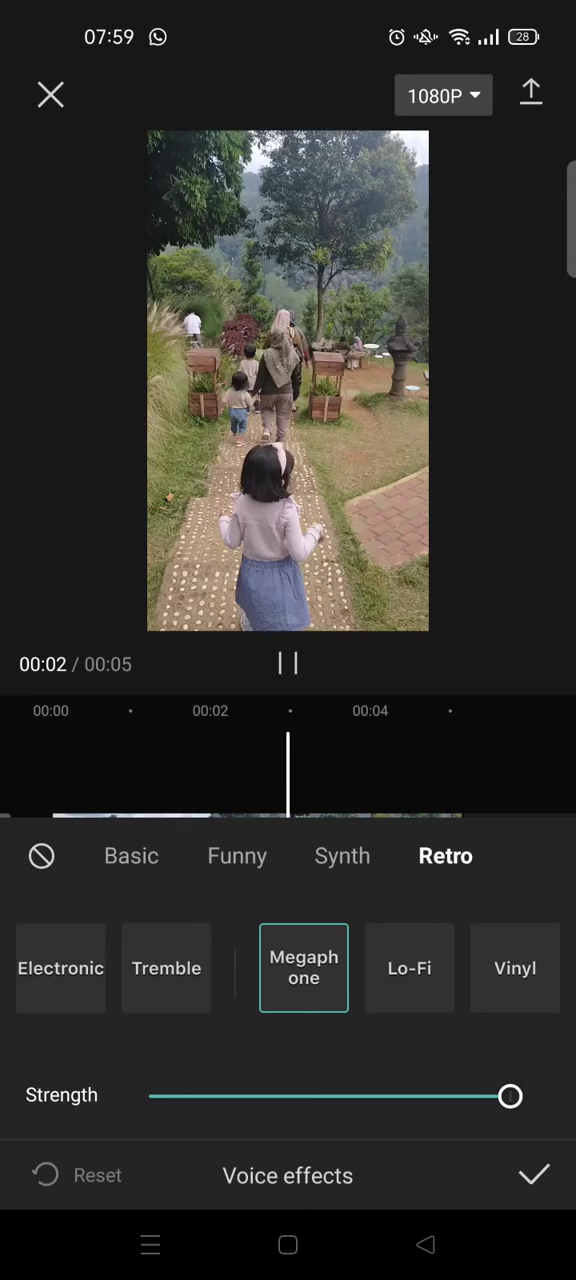 07:59
28
1080P
00:02 / 00:05
00:00
00:02
00:04
Basic
Funny
Synth
Retro
Electronic
Tremble
Megaph
one
Lo-Fi
Vinyl
Strength
Reset
Voice effects